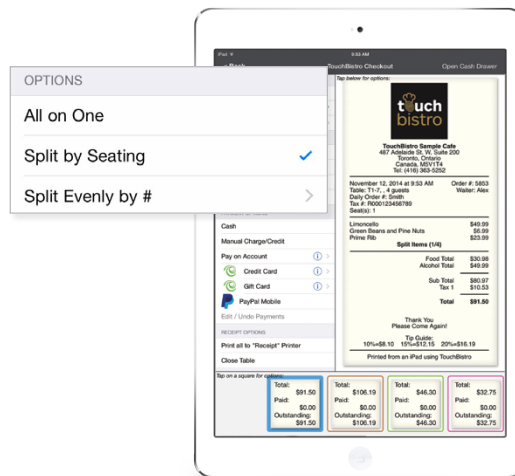 iPad
9:53 AM
TouchBistro Checkout
Open Cash Drawer
OPTIONS
All on One
Split by Seating
Split Evenly by #
Cash
Manual Charge/Credit
Pay on Account
Credit Card
Gift Card
PayPal Mobile
Edit / Undo Payments
RECEIPT OPTIONS
Print all to "Receipt" Printer
Close Table
Tap below for options:
touch
bistro
TouchBistro Sample Cafe
487 Adelaide St. W, Suite
200
Toronto, Ontario
Canada, M5V1T4
Tel: (416) 363-5252
November 12, 2014 at 9:53 AM Order #: 5853
Table: T1-7, , 4 guests Waiter: Alex
Daily Order #: Smith
Tax #: R000123456789
Seat(s): 1
Limoncello $49.99
Green Beans and Pine Nuts $6.99
Prime Rib $23.99
Split Items (1/4)
Food Total $30.98
Alcohol Total $49.99
Sub Total $80.97
Tax 1 $10.53
Total $91.50
Thank You
Please Come Again!
Tip Guide:
10%=$8.10 15%=$12.15 20%=$16.19
Printed from an iPad using TouchBistro
Tap on a square for options:
Total:
$91.50
Paid:
$0.00
Outstanding:
$91.50
Total:
$106.19
Paid:
$0.00
Outstanding:
$106.19
Total:
$46.30
Paid:
$0.00
Outstanding:
$46.30
Total:
$32.75
Paid:
$0.00
Outstanding:
$32.75